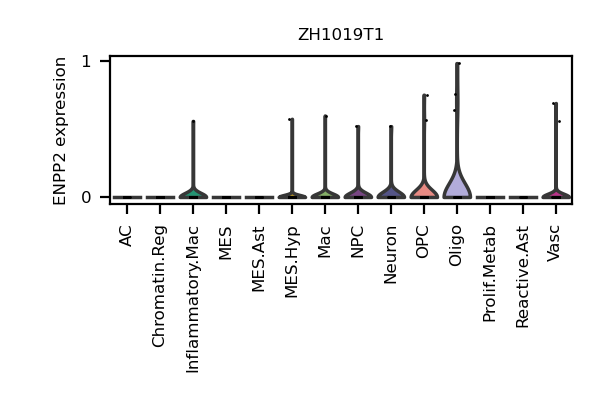 ZH1019T1
ENPP2 expression
1
0
AC
Chromatin.Reg
Inflammatory.Mac
MES
MES.Ast
MES.Hyp
Mac
NPC
Neuron
OPC
Oligo
Prolif.Metab
Reactive.Ast
Vasc